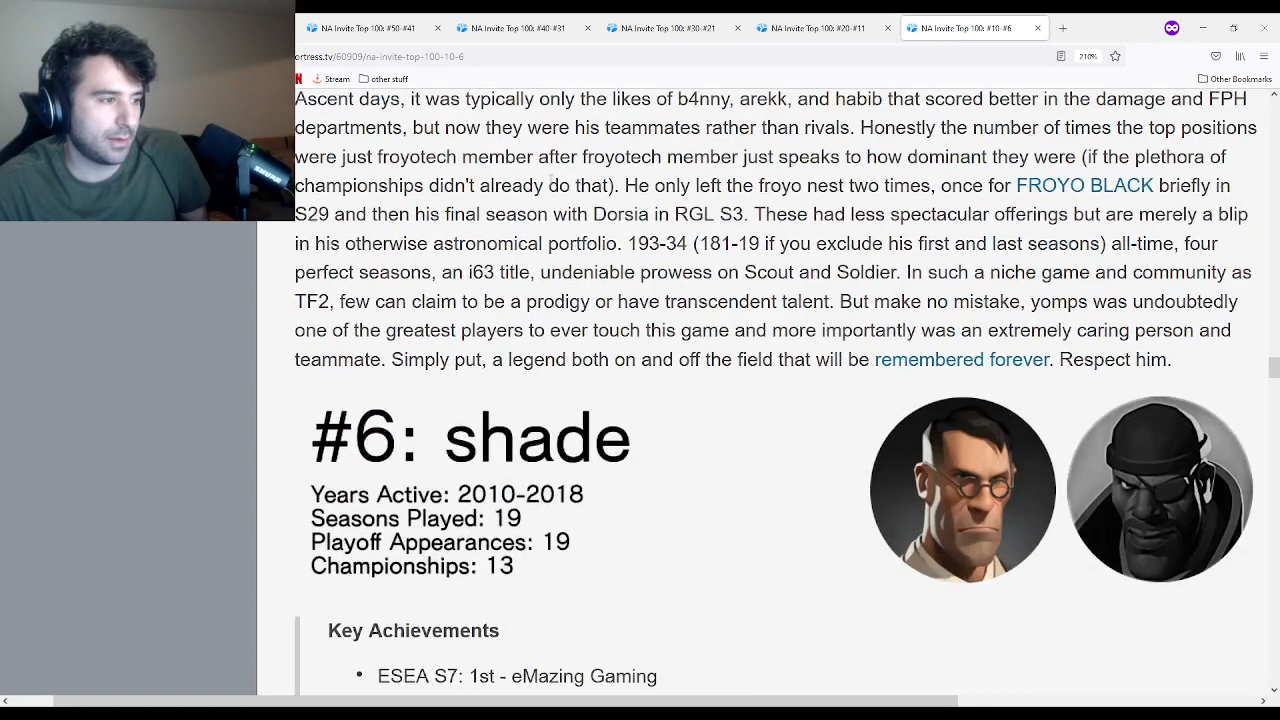 NA Invite Top 100: #50-#41
NA Invite Top 100: #40-#31
NA Invite Top 100: #30-#21
NA Invite Top 100: #20-#11
NA Invite Top 100: #10-#6
ortress.tv/60909/na-invite-top-100-10-6
210%
Stream
other stuff
Other Bookmarks
Ascent days, it was typically only the likes of b4nny, arekk, and habib that scored better in the damage and FPH
departments, but now they were his teammates rather than rivals. Honestly the number of times the top positions
were just froyotech member after froyotech member just speaks to how dominant they were (if the plethora of
championships didn't already do that). He only left the froyo nest two times, once for FROYO BLACK briefly in
S29 and then his final season with Dorsia in RGL S3. These had less spectacular offerings but are merely a blip
in his otherwise astronomical portfolio. 193-34 (181-19 if you exclude his first and last seasons) all-time, four
perfect seasons, an i63 title, undeniable prowess on Scout and Soldier. In such a niche game and community as
TF2, few can claim to be a prodigy or have transcendent talent. But make no mistake, yomps was undoubtedly
one of the greatest players to ever touch this game and more importantly was an extremely caring person and
teammate. Simply put, a legend both on and off the field that will be remembered forever. Respect him.
#6: shade
Years Active: 2010-2018
Seasons Played: 19
Playoff Appearances: 19
Championships: 13
Key Achievements
• ESEA S7: 1st - eMazing Gaming
SHURE